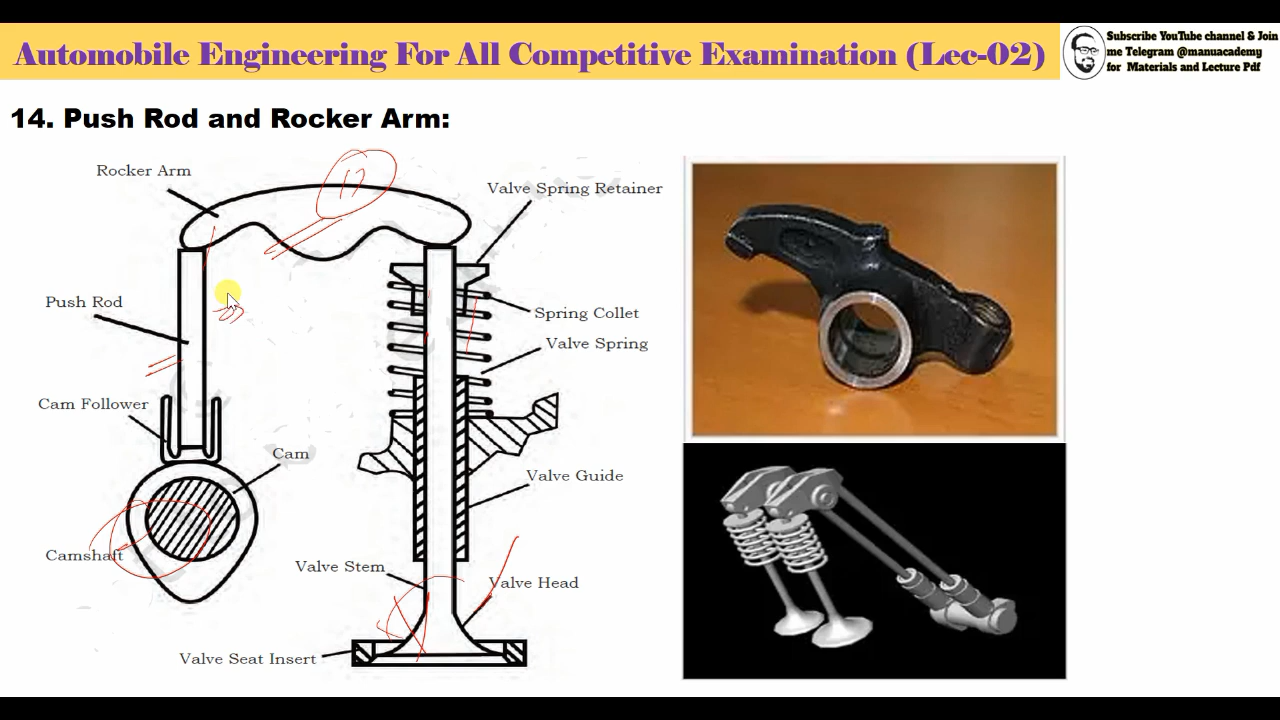 Automobile Engineering For All Competitive Examination (Lec-02)
Subscribe YouTube channel & Join
me Telegram @manuacademy
for Materials and Lecture Pdf
14. Push Rod and Rocker Arm:
Rocker Arm
Valve Spring Retainer
Push Rod
Spring Collet
Valve Spring
Cam Follower
Cam
Valve Guide
Camshaft
Valve Stem
Valve Head
Valve Seat Insert